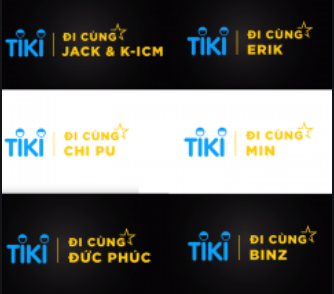 TIKI ĐI CÙNG
JACK & K-ICM
TIKI ĐI CÙNG
ERIK
TIKI ĐI CÙNG
CHI PU
TIKI ĐI CÙNG
MIN
TIKI ĐI CÙNG
ĐỨC PHÚC
TIKI ĐI CÙNG
BINZ